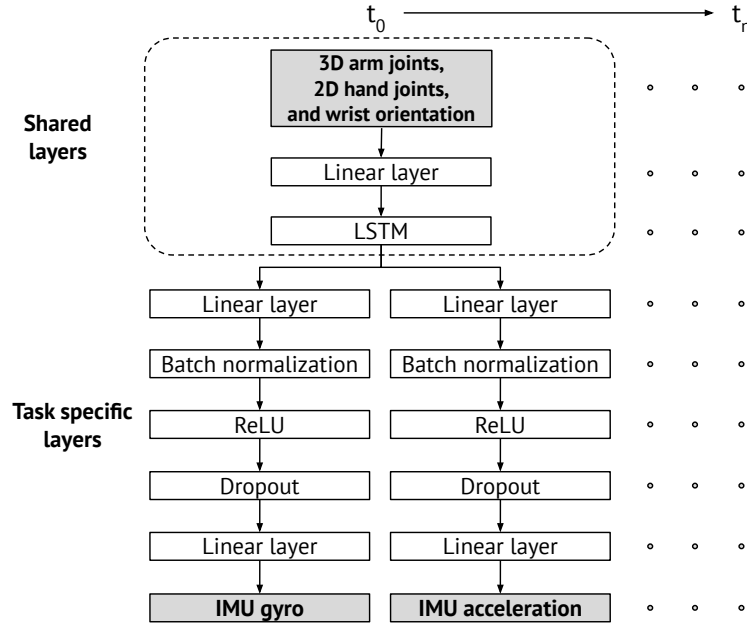 t0 tn
3D arm joints,
2D hand joints,
and wrist orientation
Shared
layers
Linear layer
LSTM
Linear layer Linear layer
Batch normalization Batch normalization
Task specific
layers
ReLU ReLU
Dropout Dropout
Linear layer Linear layer
IMU gyro IMU acceleration